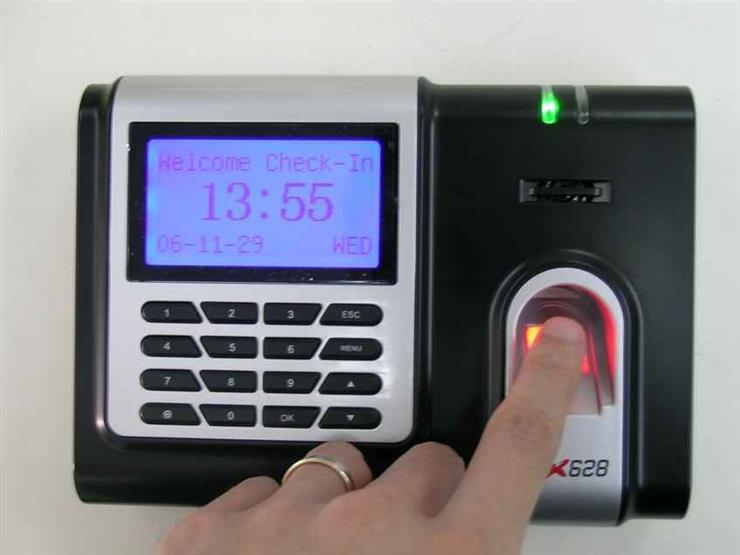 Welcome Check-In
13:55
06-11-29 WED
1 2 3 ESC
4 5 6 MENU
7 8 9 ▲
0 OK ▼
X628